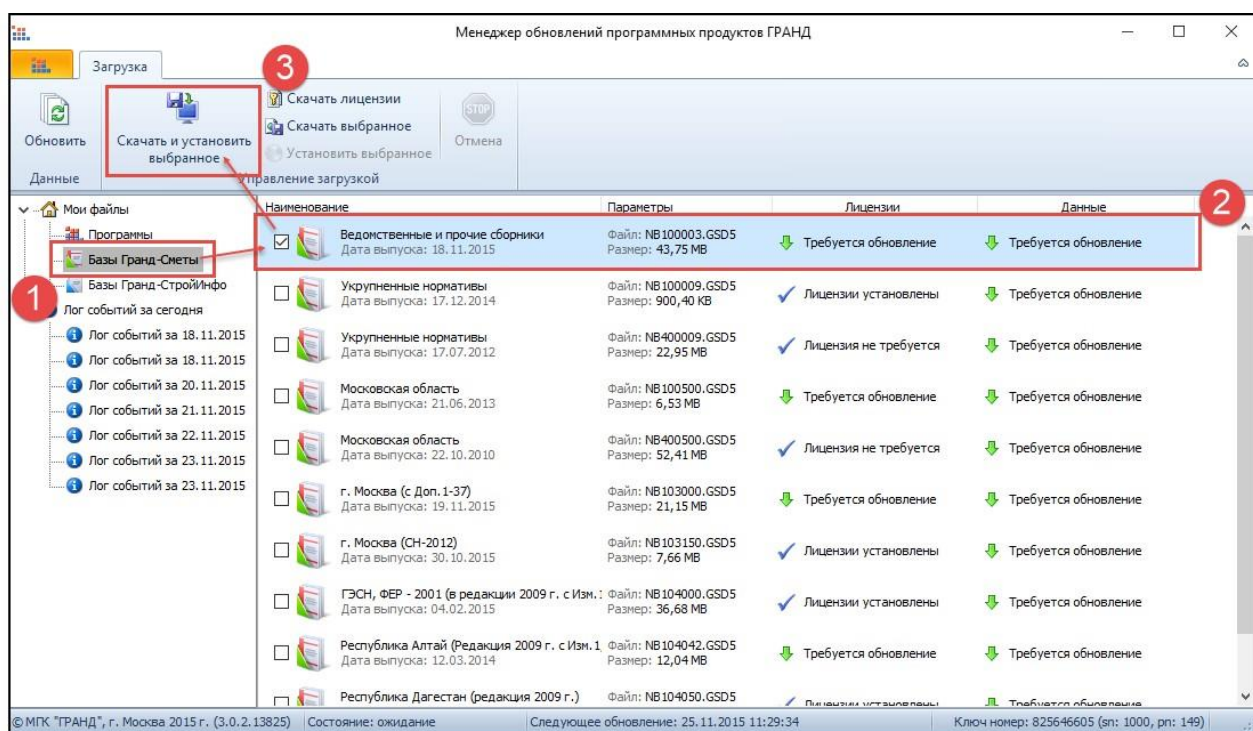 Менеджер обновлений программных продуктов ГРАНД
Загрузка
3
Обновить
Скачать и установить
выбранное
Скачать лицензии
Скачать выбранное
Установить выбранное
STOP
Отмена
Данные
Управление загрузкой
Мои файлы
Программы
Базы Гранд-Сметы
Базы Гранд-СтройИнфо
1
Лог событий за сегодня
Лог событий за 18.11.2015
Лог событий за 18.11.2015
Лог событий за 20.11.2015
Лог событий за 21.11.2015
Лог событий за 22.11.2015
Лог событий за 23.11.2015
Лог событий за 23.11.2015
Наименование Параметры Лицензии Данные
2
Ведомственные и прочие сборники Файл: NB100003.GSD5
Дата выпуска: 18.11.2015 Размер: 43,75 MB
Требуется обновление Требуется обновление
Укрупненные нормативы Файл: NB100009.GSD5
Дата выпуска: 17.12.2014 Размер: 900,40 KB
Лицензии установлены Требуется обновление
Укрупненные нормативы Файл: NB400009.GSD5
Дата выпуска: 17.07.2012 Размер: 22,95 MB
Лицензия не требуется Требуется обновление
Московская область Файл: NB100500.GSD5
Дата выпуска: 21.06.2013 Размер: 6,53 MB
Требуется обновление Требуется обновление
Московская область Файл: NB400500.GSD5
Дата выпуска: 22.10.2010 Размер: 52,41 MB
Лицензия не требуется Требуется обновление
г. Москва (с Доп.1-37) Файл: NB103000.GSD5
Дата выпуска: 19.11.2015 Размер: 21,15 MB
Требуется обновление Требуется обновление
г. Москва (СН-2012) Файл: NB103150.GSD5
Дата выпуска: 30.10.2015 Размер: 7,66 MB
Лицензии установлены Требуется обновление
ГЭСН, ФЕР - 2001 (в редакции 2009 г. с Изм. Файл: NB104000.GSD5
Дата выпуска: 04.02.2015 Размер: 36,68 MB
Лицензии установлены Требуется обновление
Республика Алтай (Редакция 2009 г. с Изм.1, Файл: NB104042.GSD5
Дата выпуска: 12.03.2014 Размер: 12,04 MB
Требуется обновление Требуется обновление
Республика Дагестан (редакция 2009 г.) Файл: NB104050.GSD5
Лицензии установлены Требуется обновление
© МГК "ГРАНД", г. Москва 2015 г. (3.0.2.13825) Состояние: ожидание Следующее обновление: 25.11.2015 11:29:34 Ключ номер: 825646605 (sn: 1000, pn: 149)